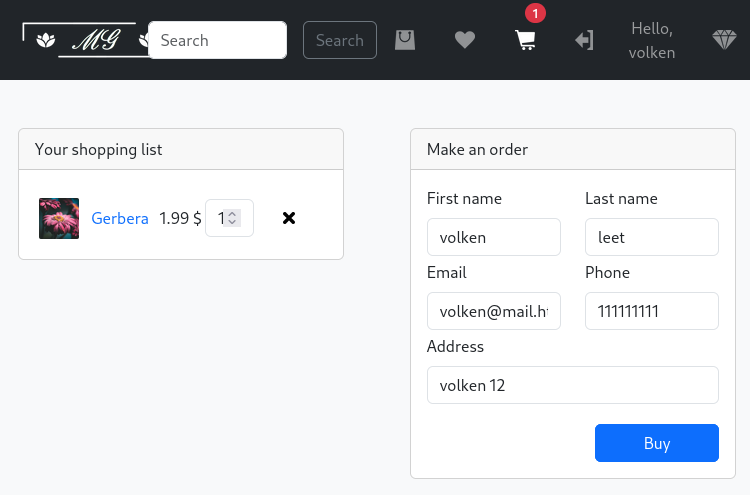 MG
Search
Search
1
Hello,
volken
Your shopping list
Gerbera 1.99 $ 1
Make an order
First name
Last name
volken
leet
Email
Phone
volken@mail.h
111111111
Address
volken 12
Buy